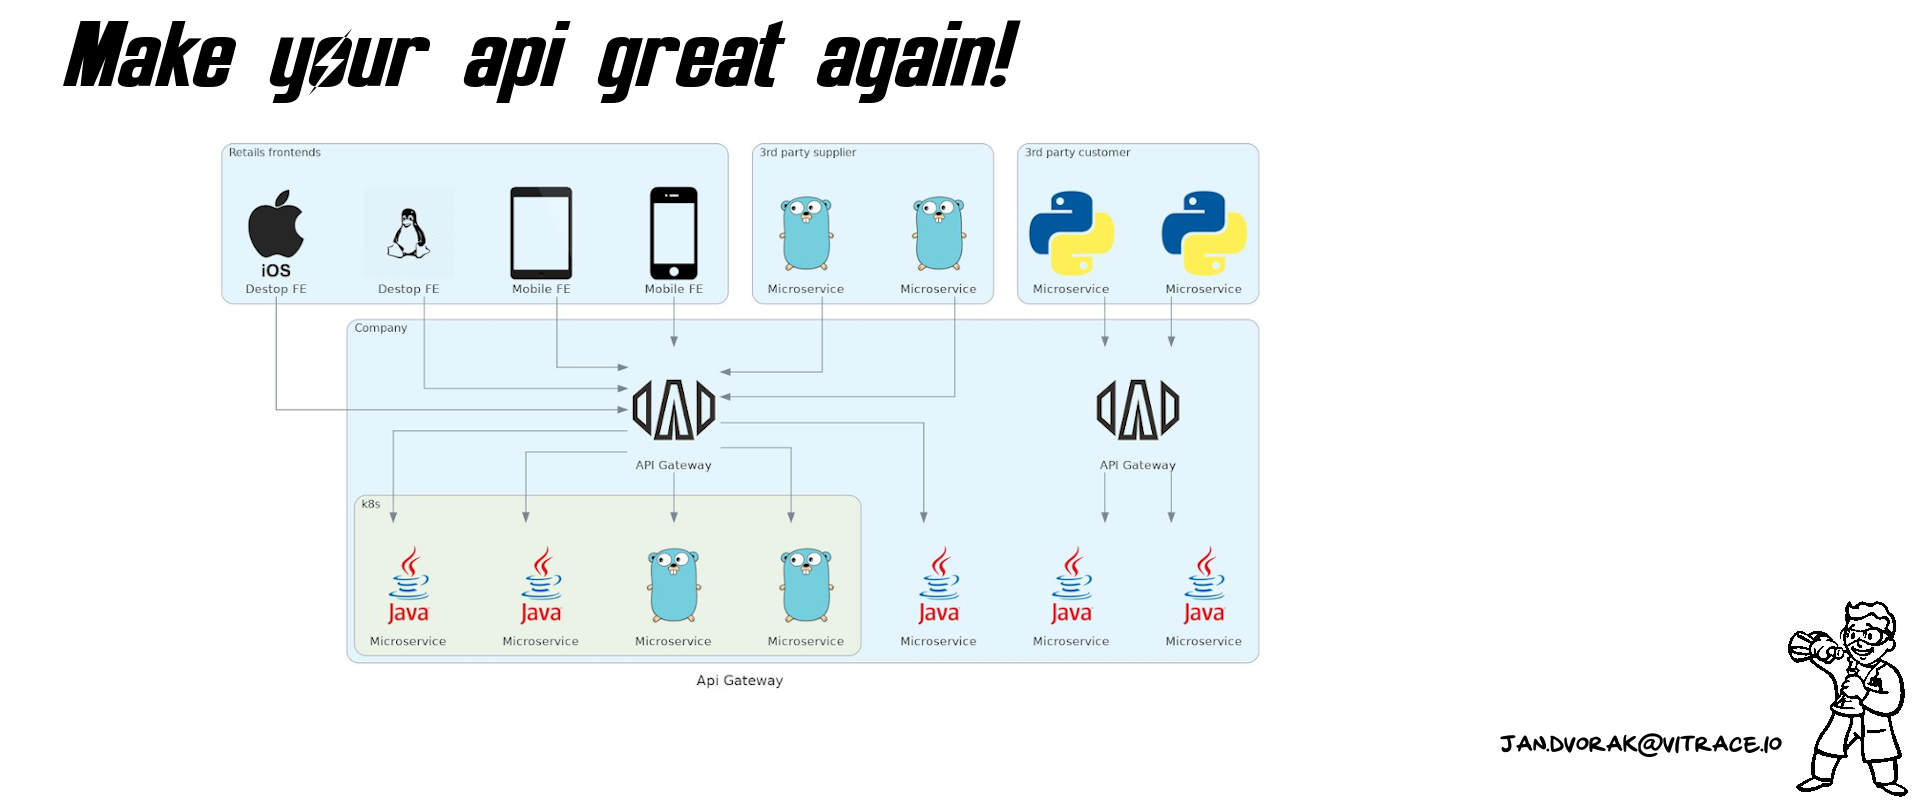 Make your api great again!
Retails frontends
3rd party supplier
3rd party customer
iOS
Destop FE
Destop FE
Mobile FE
Mobile FE
Microservice
Microservice
Microservice
Microservice
Company
API Gateway
API Gateway
k8s
Java
Java
Java
Java
Java
Microservice
Microservice
Microservice
Microservice
Microservice
Microservice
Microservice
Api Gateway
JAN.DVORAK@VITRACE.IO